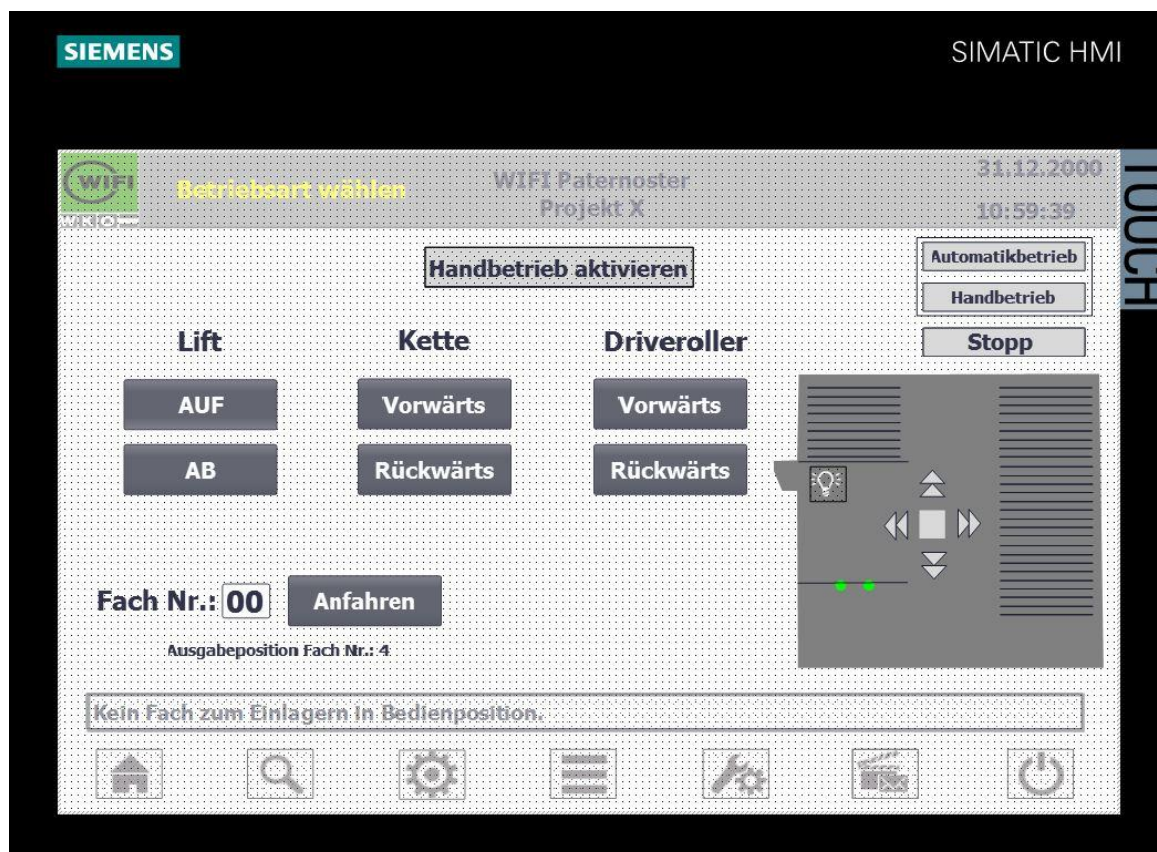 SIEMENS
SIMATIC HMI
TOUCH
WIFI
WKO
Betriebsart wählen
WIFI Paternoster
Projekt X
31.12.2000
10:59:39
Handbetrieb aktivieren
Automatikbetrieb
Handbetrieb
Stopp
Lift
Kette
Driveroller
AUF
Vorwärts
Vorwärts
AB
Rückwärts
Rückwärts
Fach Nr.: 00
Anfahren
Ausgabeposition Fach Nr.: 4
Kein Fach zum Einlagern in Bedienposition.